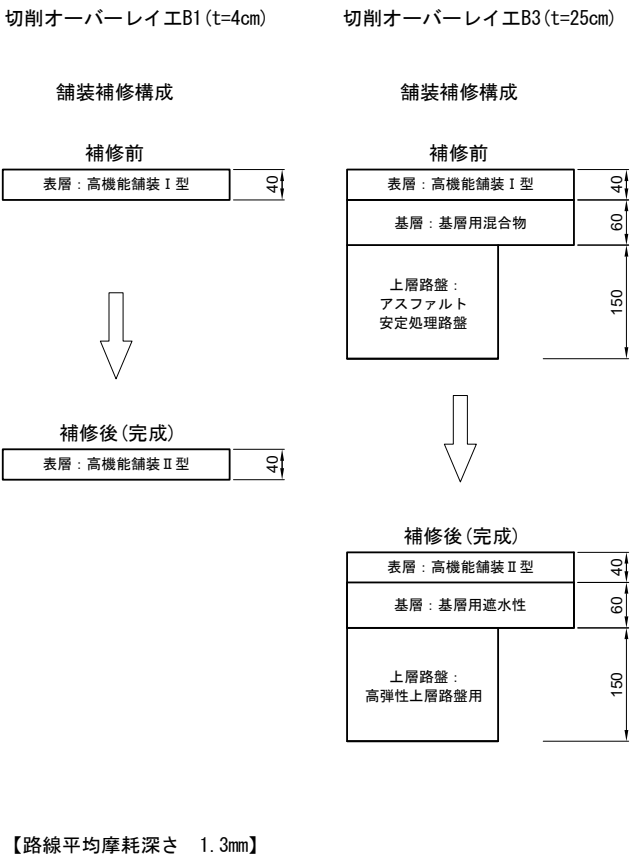 切削オーバーレイ工B1(t=4cm)
舗装補修構成
補修前
表層：高機能舗装Ⅰ型
40
補修後(完成)
表層：高機能舗装Ⅱ型
40
切削オーバーレイ工B3(t=25cm)
舗装補修構成
補修前
表層：高機能舗装Ⅰ型
40
基層：基層用混合物
60
上層路盤：
アスファルト
安定処理路盤
150
補修後(完成)
表層：高機能舗装Ⅱ型
40
基層：基層用遮水性
60
上層路盤：
高弾性上層路盤用
150
【路線平均摩耗深さ　1.3mm】